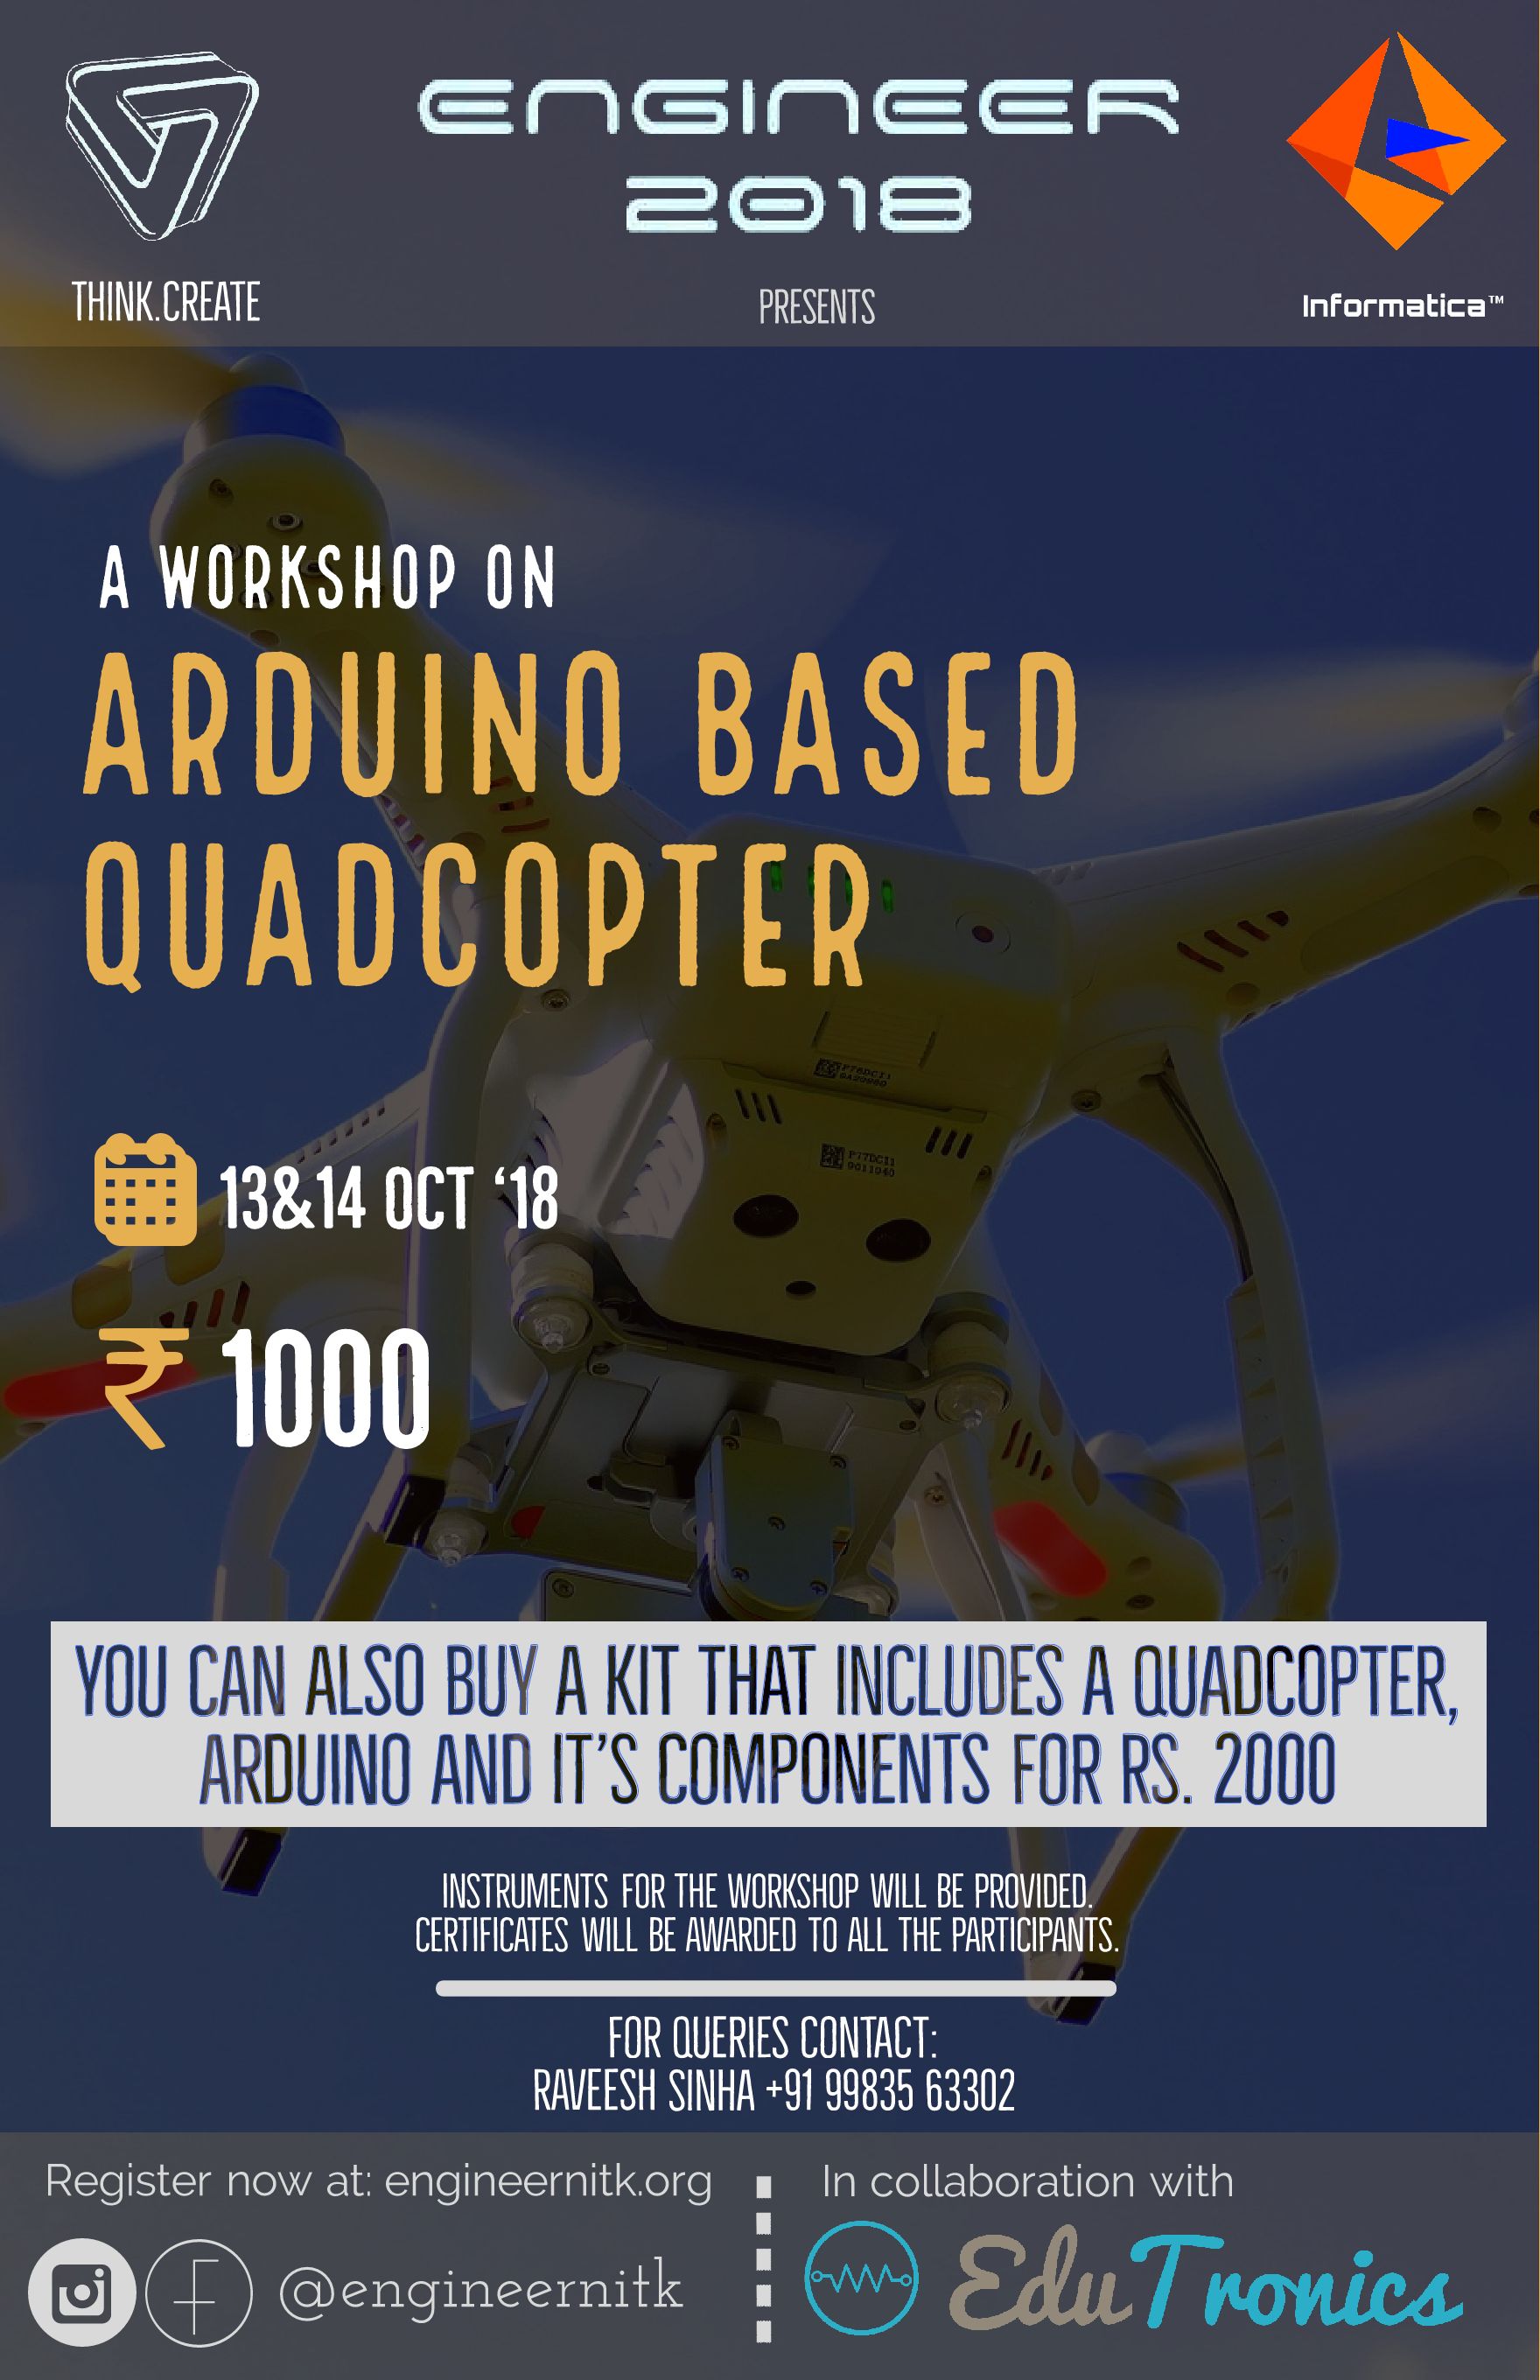 ENGINEER
2018
THINK.CREATE
PRESENTS
Informatica™
A WORKSHOP ON
ARDUINO BASED
QUADCOPTER
P78DCI1
P77DCI1
13&14 OCT ‘18
₹ 1000
YOU CAN ALSO BUY A KIT THAT INCLUDES A QUADCOPTER,
ARDUINO AND IT’S COMPONENTS FOR RS. 2000
INSTRUMENTS FOR THE WORKSHOP WILL BE PROVIDED.
CERTIFICATES WILL BE AWARDED TO ALL THE PARTICIPANTS.
FOR QUERIES CONTACT:
RAVEESH SINHA +91 99835 63302
Register now at: engineernitk.org
@engineernitk
In collaboration with
EduTronics